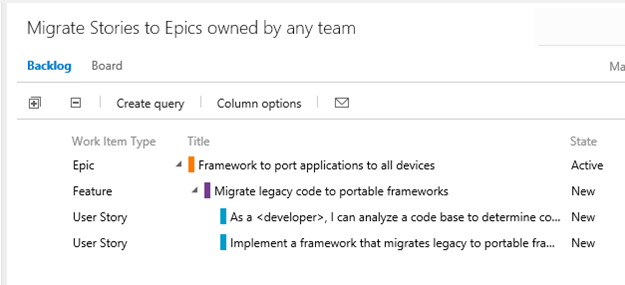 Migrate Stories to Epics owned by any team
Backlog Board
Ma
Create query Column options
Work Item Type Title State
Epic Framework to port applications to all devices Active
Feature Migrate legacy code to portable frameworks New
User Story As a <developer>, I can analyze a code base to determine co... New
User Story Implement a framework that migrates legacy to portable fra... New